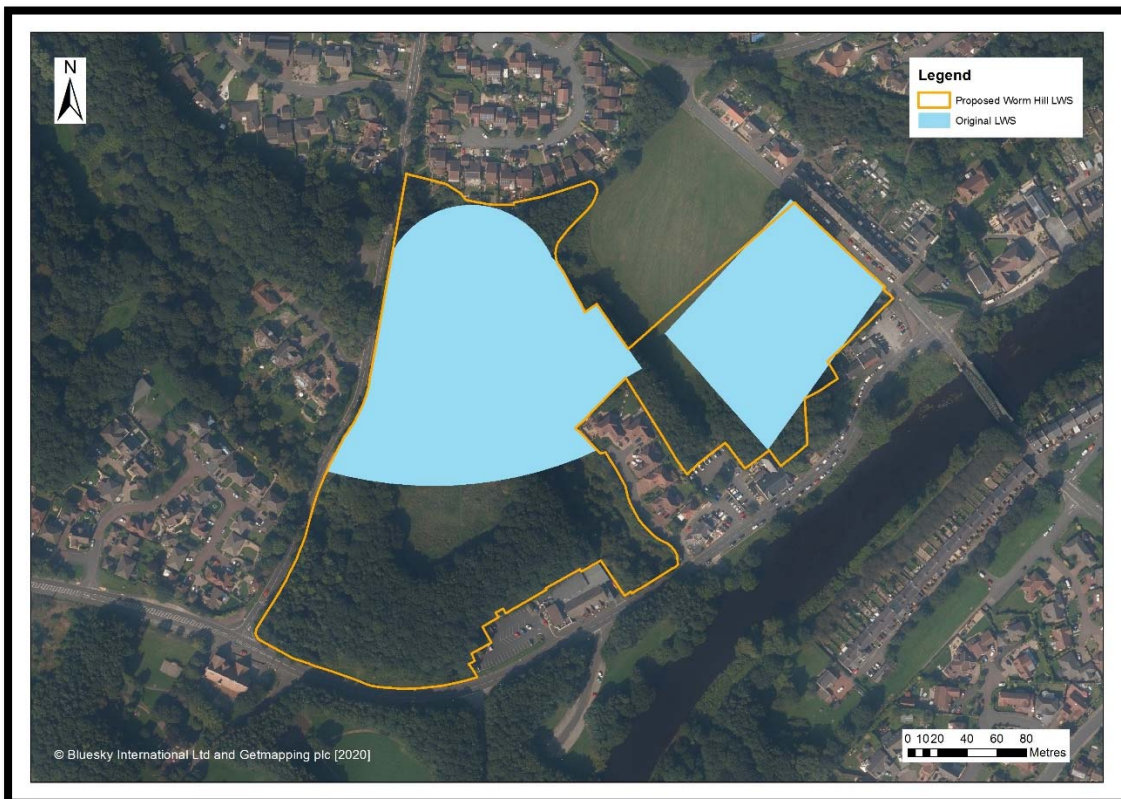 N
Legend
Proposed Worm Hill LWS
Original LWS
© Bluesky International Ltd and Getmapping plc [2020]
0 10 20 40 60 80
Metres